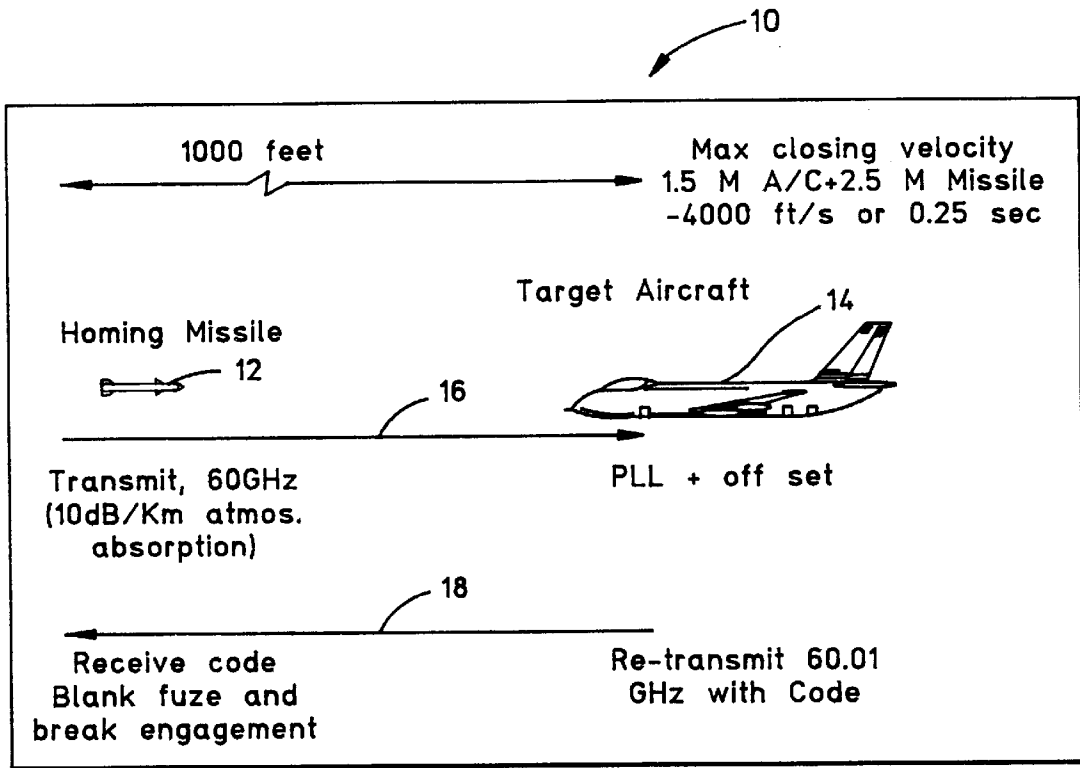 10
1000 feet
Max closing velocity
1.5 M A/C+2.5 M Missile
-4000 ft/s or 0.25 sec
Target Aircraft
14
Homing Missile
12
16
Transmit, 60GHz
(10dB/Km atmos.
absorption)
PLL + off set
18
Receive code
Blank fuze and
break engagement
Re-transmit 60.01
GHz with Code